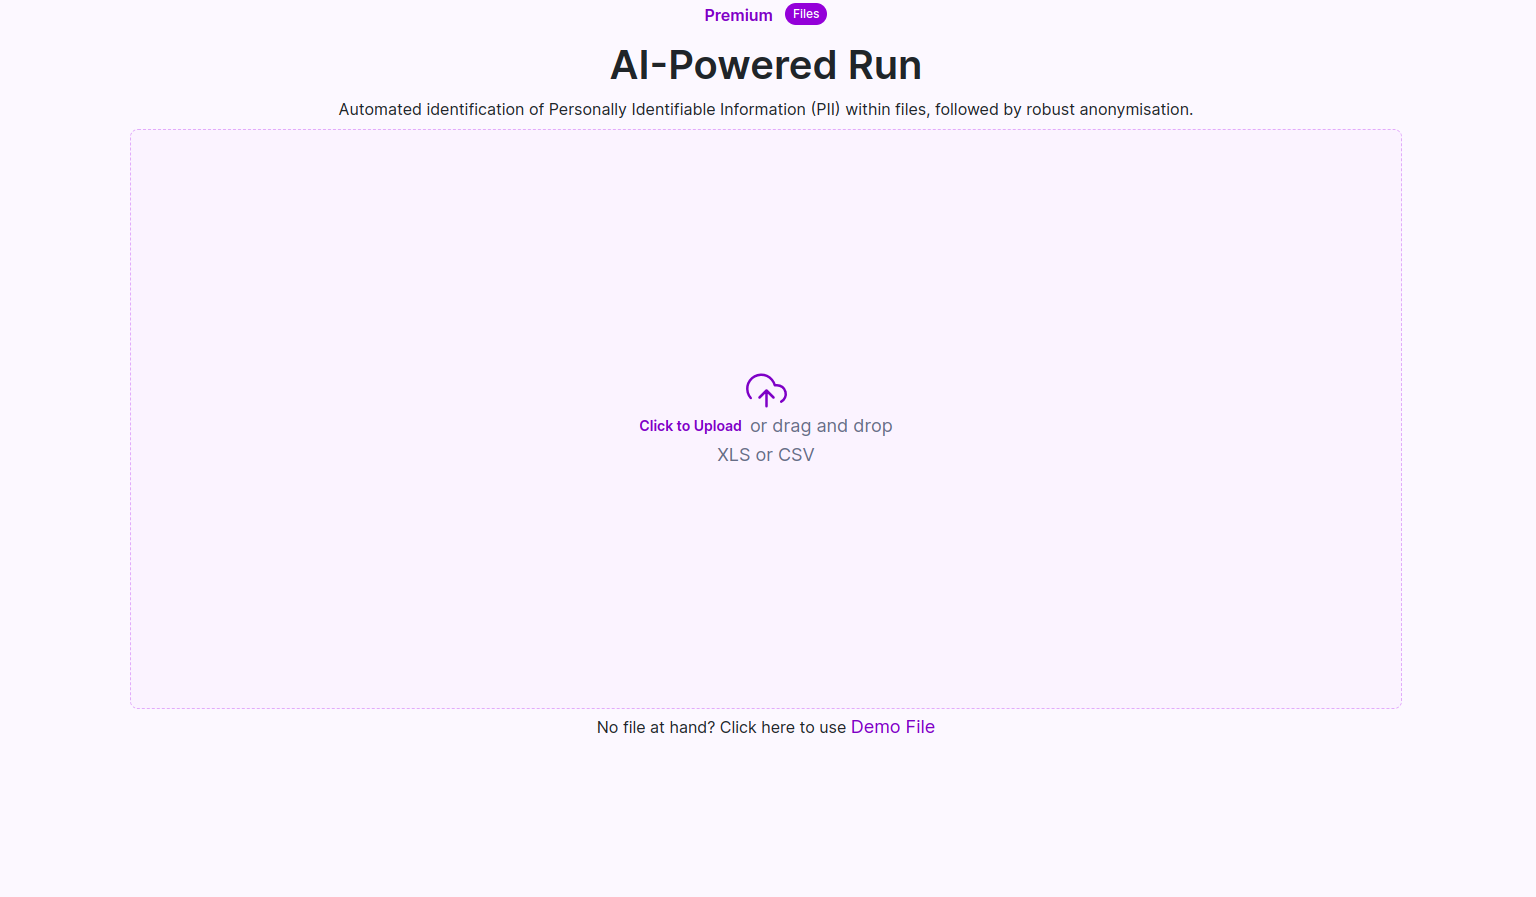 Premium Files
AI-Powered Run
Automated identification of Personally Identifiable Information (PII) within files, followed by robust anonymisation.
Click to Upload or drag and drop
XLS or CSV
No file at hand? Click here to use Demo File